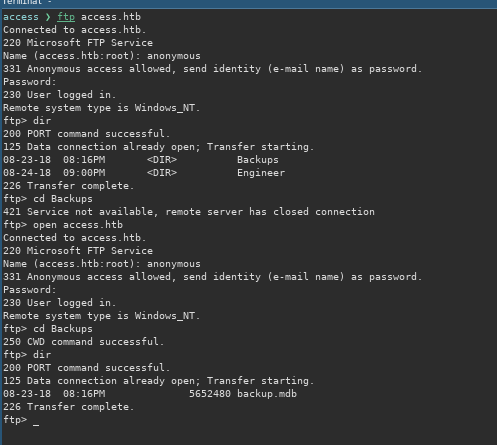 Terminal -
access ❯ ftp access.htb
Connected to access.htb.
220 Microsoft FTP Service
Name (access.htb:root): anonymous
331 Anonymous access allowed, send identity (e-mail name) as password.
Password:
230 User logged in.
Remote system type is Windows_NT.
ftp> dir
200 PORT command successful.
125 Data connection already open; Transfer starting.
08-23-18  08:16PM       <DIR>          Backups
08-24-18  09:00PM       <DIR>          Engineer
226 Transfer complete.
ftp> cd Backups
421 Service not available, remote server has closed connection
ftp> open access.htb
Connected to access.htb.
220 Microsoft FTP Service
Name (access.htb:root): anonymous
331 Anonymous access allowed, send identity (e-mail name) as password.
Password:
230 User logged in.
Remote system type is Windows_NT.
ftp> cd Backups
250 CWD command successful.
ftp> dir
200 PORT command successful.
125 Data connection already open; Transfer starting.
08-23-18  08:16PM              5652480 backup.mdb
226 Transfer complete.
ftp> _